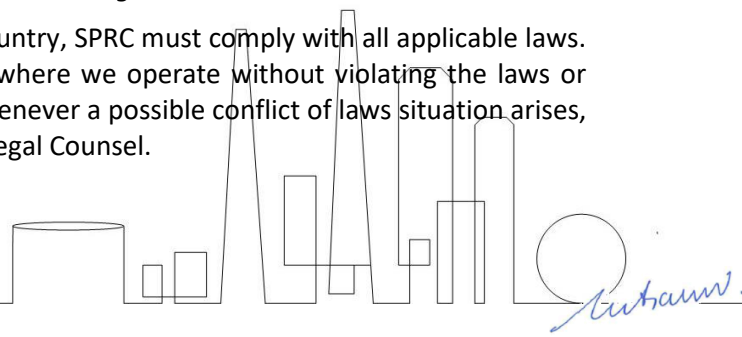 untry, SPRC must comply with all applicable laws.
where we operate without violating the laws or
enever a possible conflict of laws situation arises,
egal Counsel.